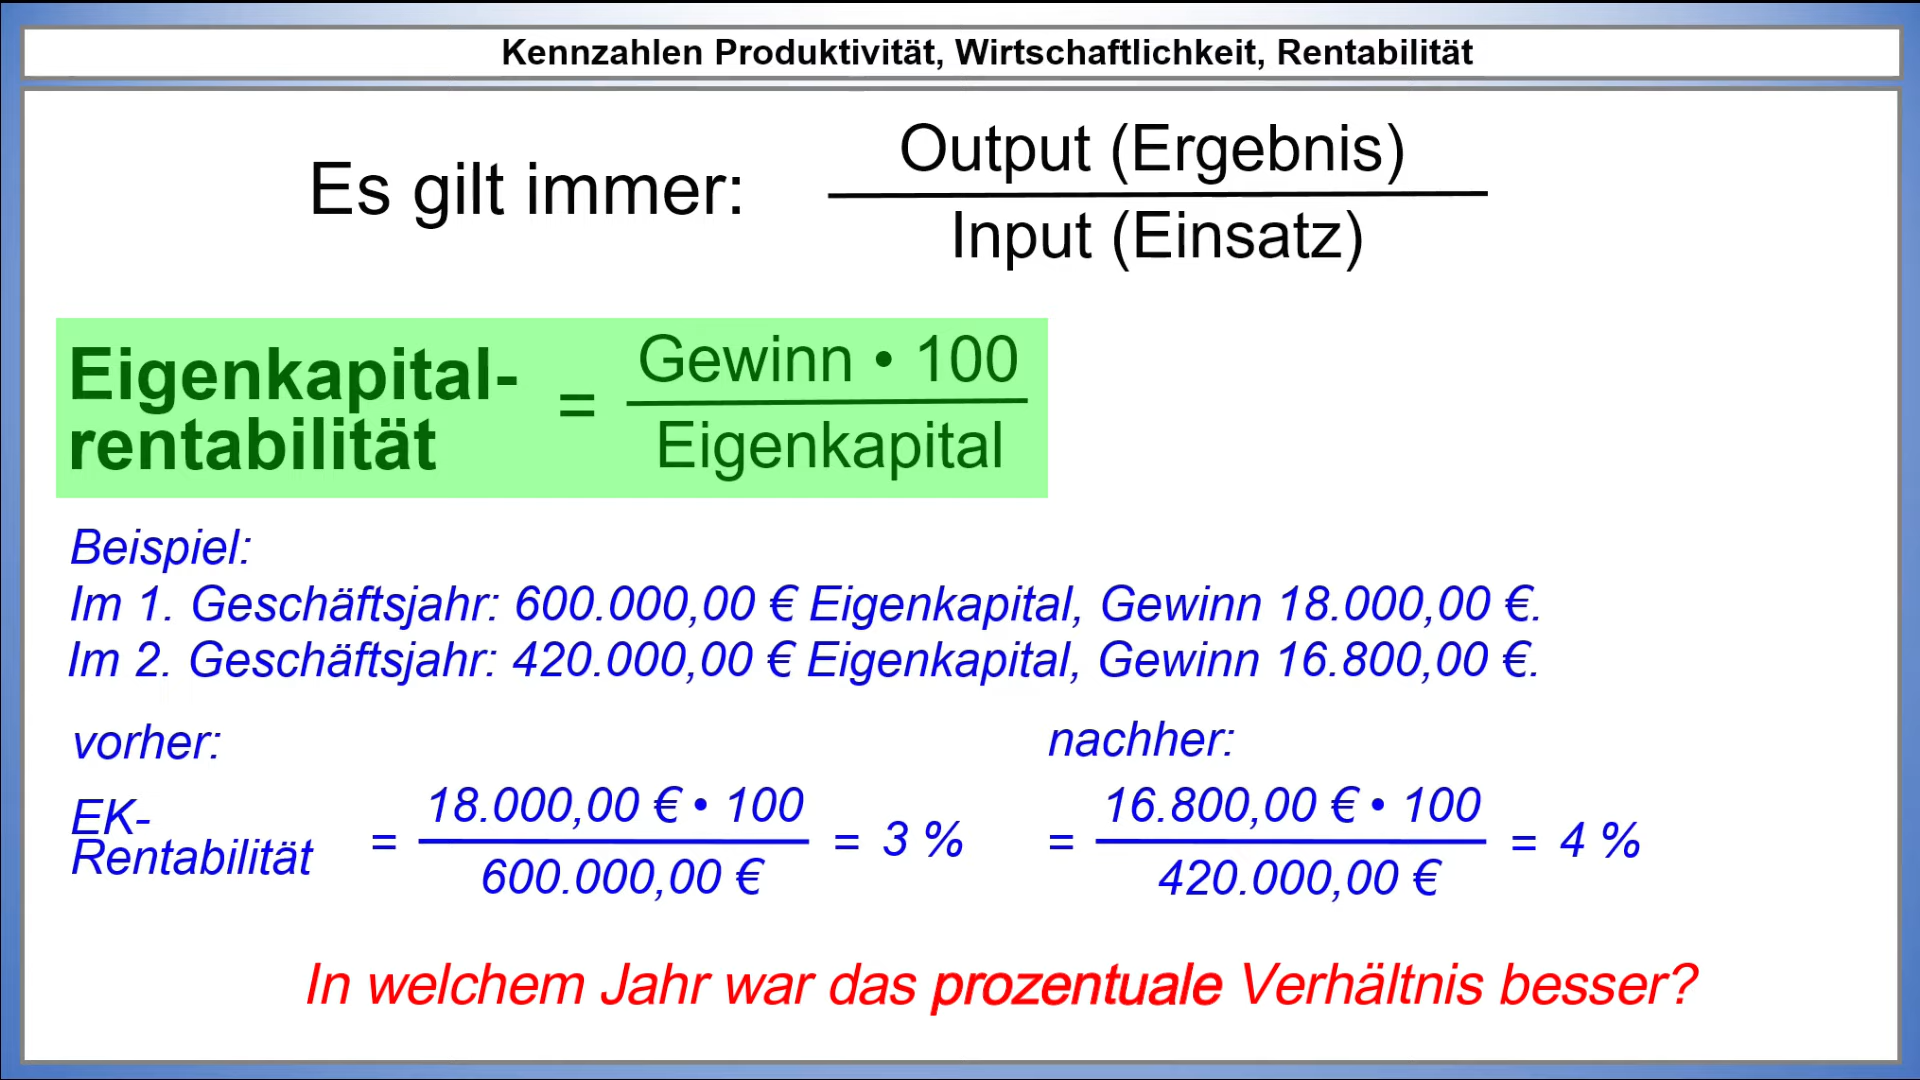 Kennzahlen Produktivität, Wirtschaftlichkeit, Rentabilität
Es gilt immer:
Output (Ergebnis)
Input (Einsatz)
Eigenkapital-
rentabilität
=
Gewinn • 100
Eigenkapital
Beispiel:
Im 1. Geschäftsjahr: 600.000,00 € Eigenkapital, Gewinn 18.000,00 €.
Im 2. Geschäftsjahr: 420.000,00 € Eigenkapital, Gewinn 16.800,00 €.
vorher:
EK-
Rentabilität
=
18.000,00 € • 100
600.000,00 €
= 3 %
nachher:
=
16.800,00 € • 100
420.000,00 €
= 4 %
In welchem Jahr war das prozentuale Verhältnis besser?